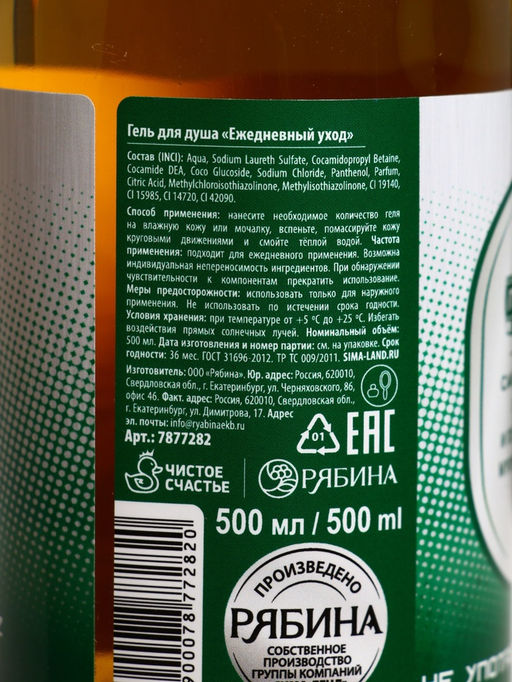 Гель для душа «Ежедневный уход»
Состав (INCI): Aqua, Sodium Laureth Sulfate, Cocamidopropyl Betaine,
Cocamide DEA, Coco Glucoside, Sodium Chloride, Panthenol, Parfum,
Citric Acid, Methylchloroisothiazolinone, Methylisothiazolinone, CI 19140,
CI 15985, CI 14720, CI 42090.
Способ применения: нанесите необходимое количество геля
на влажную кожу или мочалку, вспеньте, помассируйте кожу
круговыми движениями и смойте тёплой водой. Частота
применения: подходит для ежедневного применения. Возможна
индивидуальная непереносимость ингредиентов. При обнаружении
чувствительности к компонентам прекратить использование.
Меры предосторожности: использовать только для наружного
применения. Не использовать по истечении срока годности.
Условия хранения: при температуре от +5 °С до +25 °С. Избегать
воздействия прямых солнечных лучей. Номинальный объём:
500 мл. Дата изготовления и номер партии: см. на упаковке. Срок
годности: 36 мес. ГОСТ 31696-2012. ТР ТС 009/2011. SIMA-LAND.RU
Изготовитель: ООО «Рябина». Юр. адрес: Россия, 620010,
Свердловская обл., г. Екатеринбург, ул. Черняховского, 86,
офис 46. Факт. адрес: Россия, 620010, Свердловская обл.,
г. Екатеринбург, ул. Димитрова, 17. Адрес
эл. почты: info@ryabinaekb.ru
Арт.: 7877282
01
EAC
ЧИСТОЕ
СЧАСТЬЕ
РЯБИНА
500 мл / 500 ml
900078 772820
ПРОИЗВЕДЕНО
РЯБИНА
СОБСТВЕННОЕ
ПРОИЗВОДСТВО
ГРУППЫ КОМПАНИЙ
НЕ